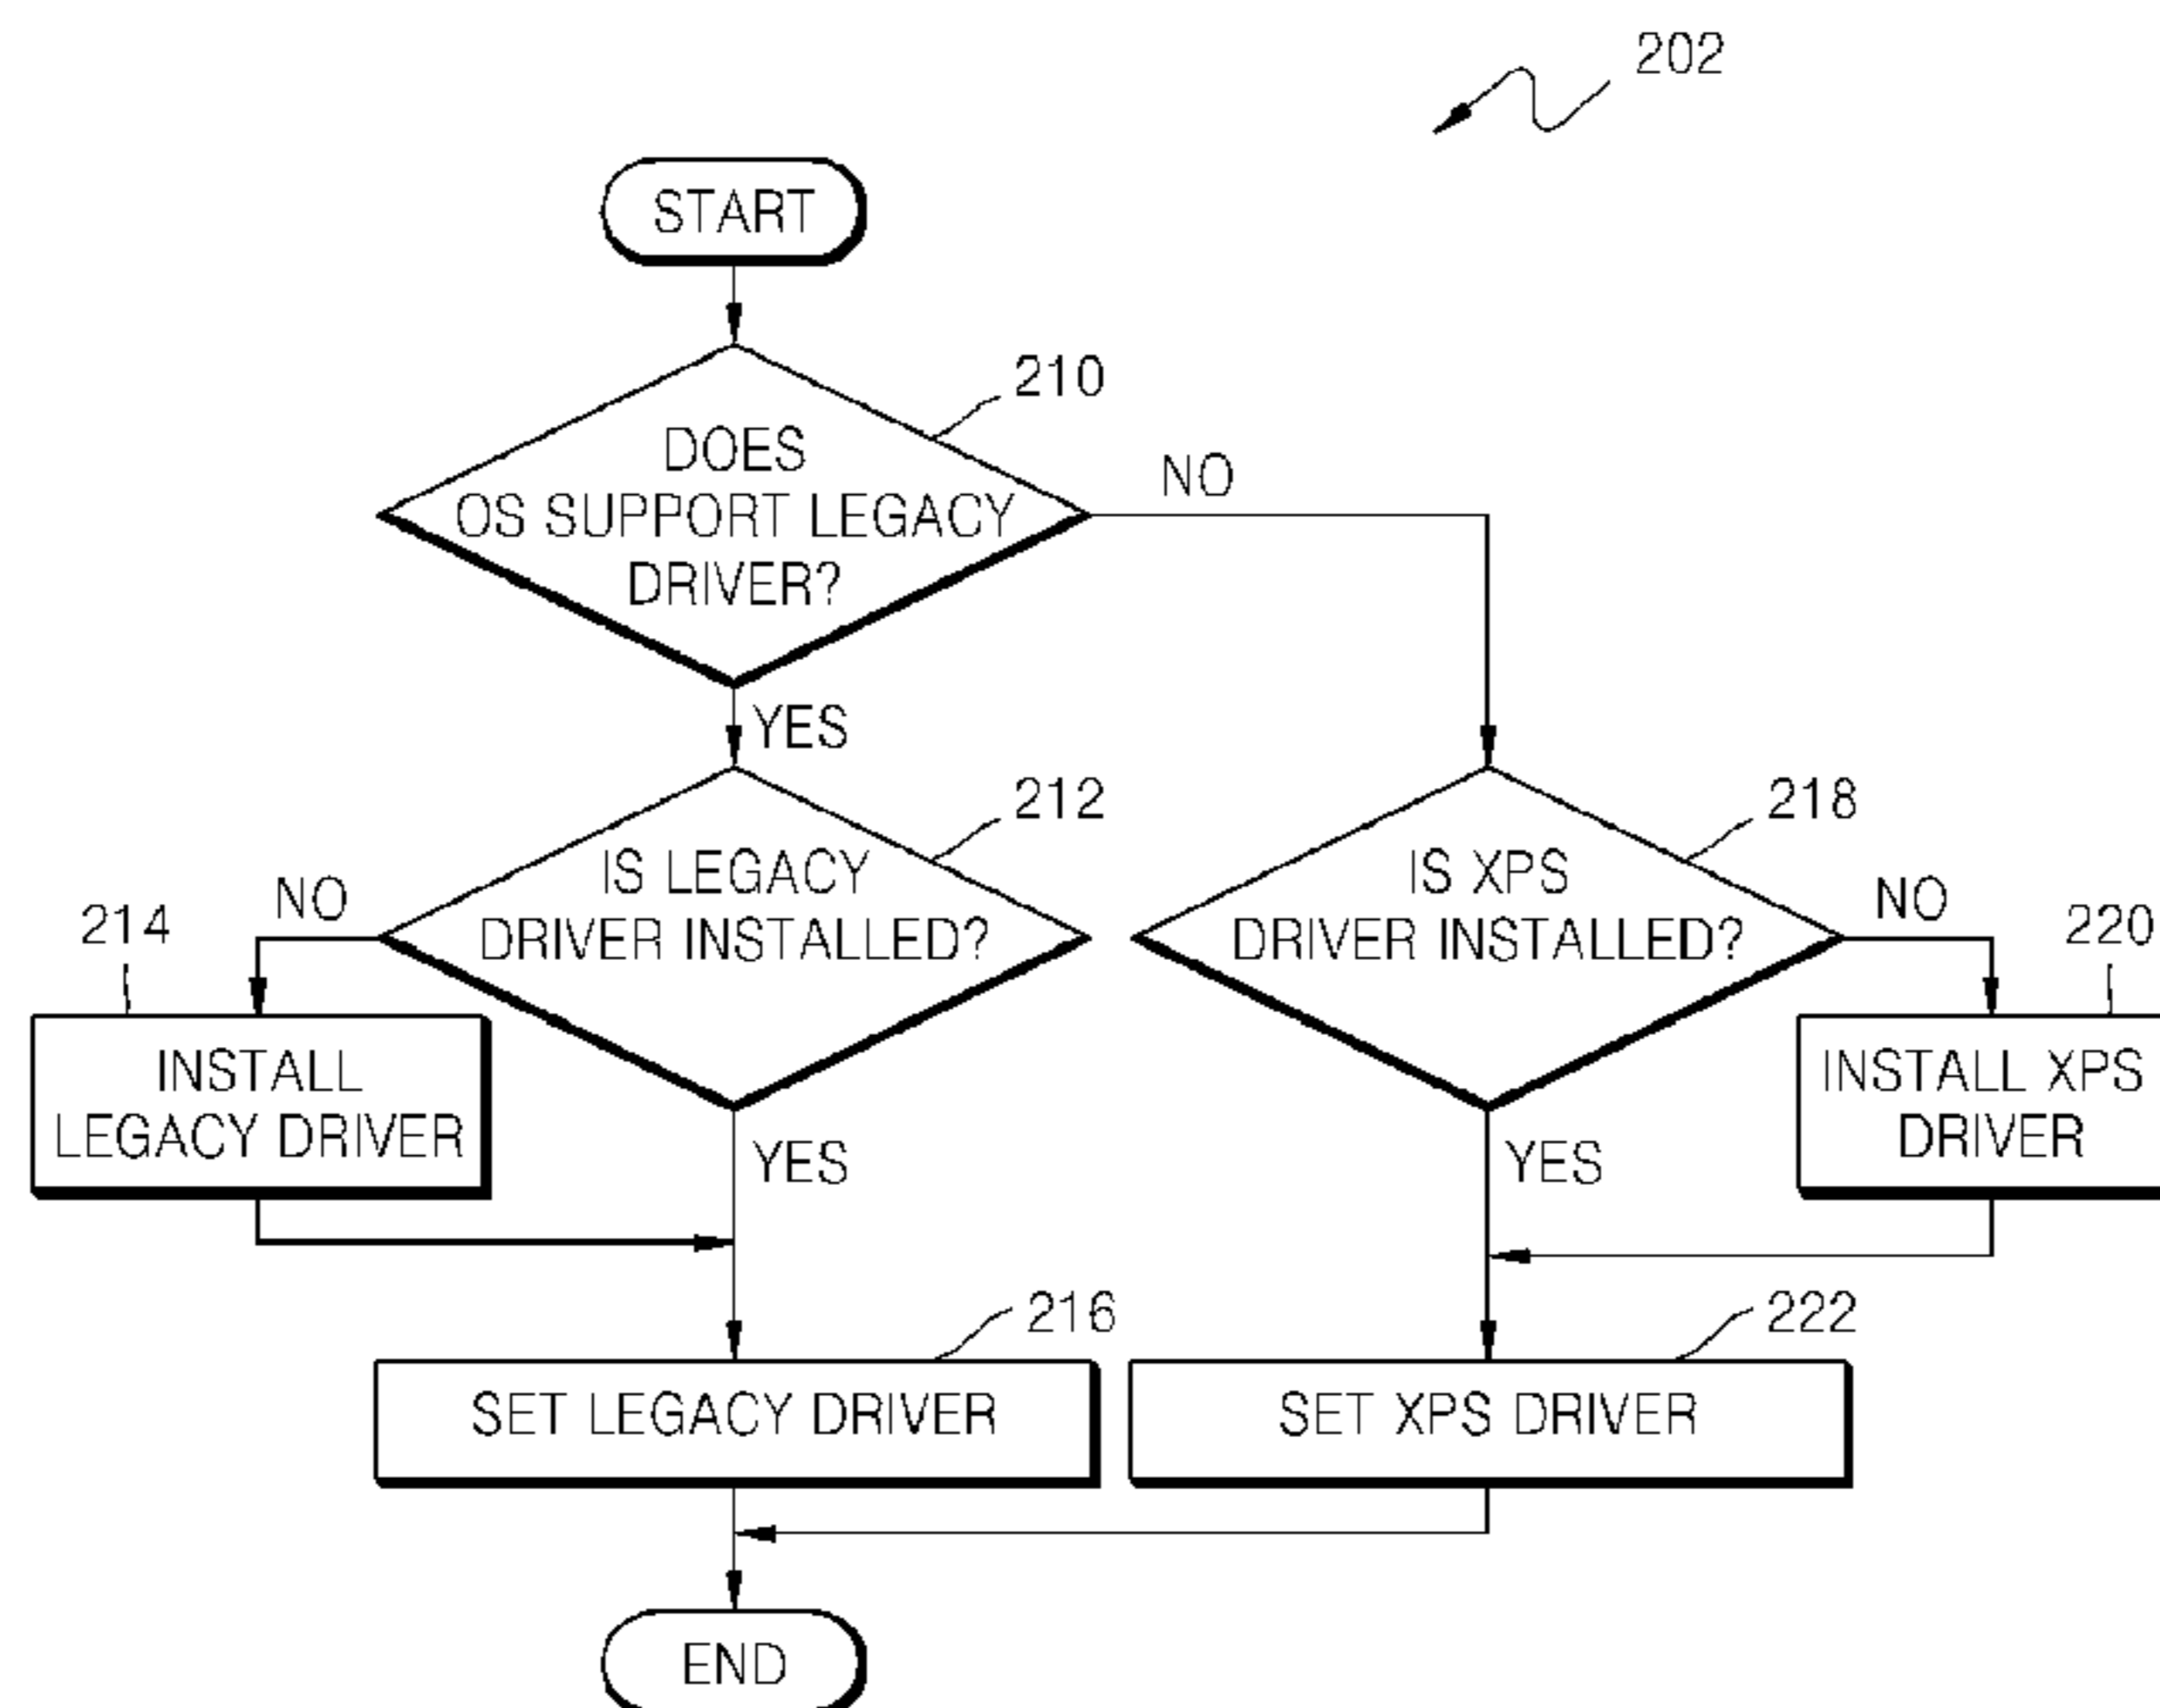 202
START
210
DOES
OS SUPPORT LEGACY
DRIVER?
NO
YES
212
IS LEGACY
DRIVER INSTALLED?
218
IS XPS
DRIVER INSTALLED?
NO
214
NO
220
INSTALL
LEGACY DRIVER
INSTALL XPS
DRIVER
YES
YES
216
SET LEGACY DRIVER
222
SET XPS DRIVER
END